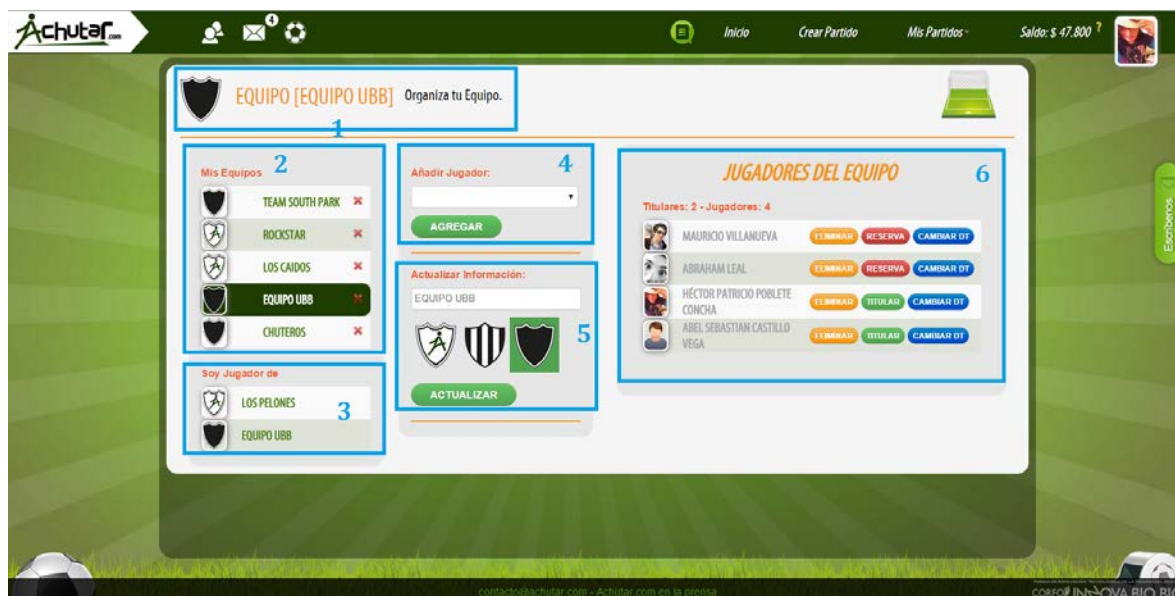 Achutar.com
4
Inicio
Crear Partido
Mis Partidos
Saldo: $ 47.800 ?
EQUIPO [EQUIPO UBB] Organiza tu Equipo.
1
Mis Equipos
2
TEAM SOUTH PARK
ROCKSTAR
LOS CAIDOS
EQUIPO UBB
CHUTEROS
Soy Jugador de
LOS PELONES
3
EQUIPO UBB
Añadir Jugador:
4
AGREGAR
Actualizar Información:
EQUIPO UBB
5
ACTUALIZAR
JUGADORES DEL EQUIPO
6
Titulares: 2 - Jugadores: 4
MAURICIO VILLANUEVA ELIMINAR RESERVA CAMBIAR DT
ABRAHAM LEAL ELIMINAR RESERVA CAMBIAR DT
HÉCTOR PATRICIO POBLETE
CONCHA
ELIMINAR TITULAR CAMBIAR DT
ABEL SEBASTIAN CASTILLO
VEGA
ELIMINAR TITULAR CAMBIAR DT
Escríbenos
contacto@achutar.com - Achutar.com en la prensa
CORFO INNOVA BIO BI